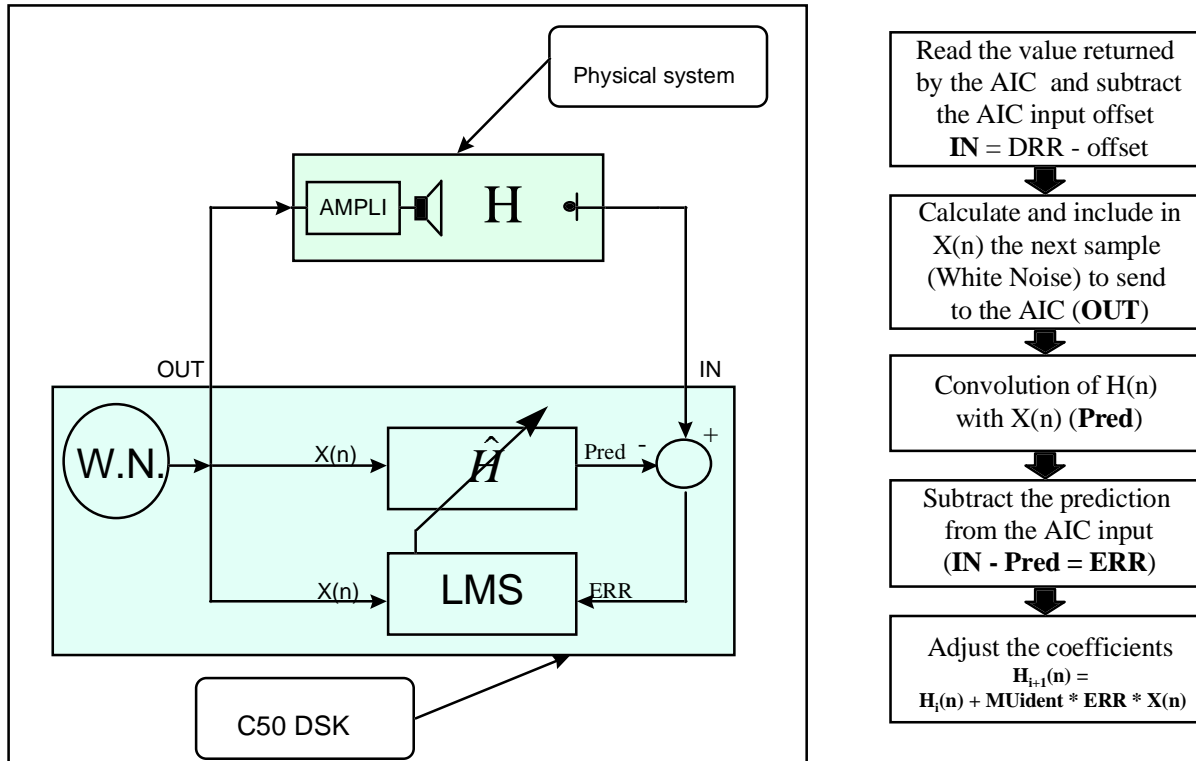 Physical system
AMPLI
H
OUT
IN
W.N.
X(n)
Ĥ
Pred
-
+
X(n)
LMS
ERR
C50 DSK
Read the value returned
by the AIC and subtract
the AIC input offset
IN = DRR - offset
Calculate and include in
X(n) the next sample
(White Noise) to send
to the AIC (OUT)
Convolution of H(n)
with X(n) (Pred)
Subtract the prediction
from the AIC input
(IN - Pred = ERR)
Adjust the coefficients
Hi+1(n) =
Hi(n) + MUident * ERR * X(n)